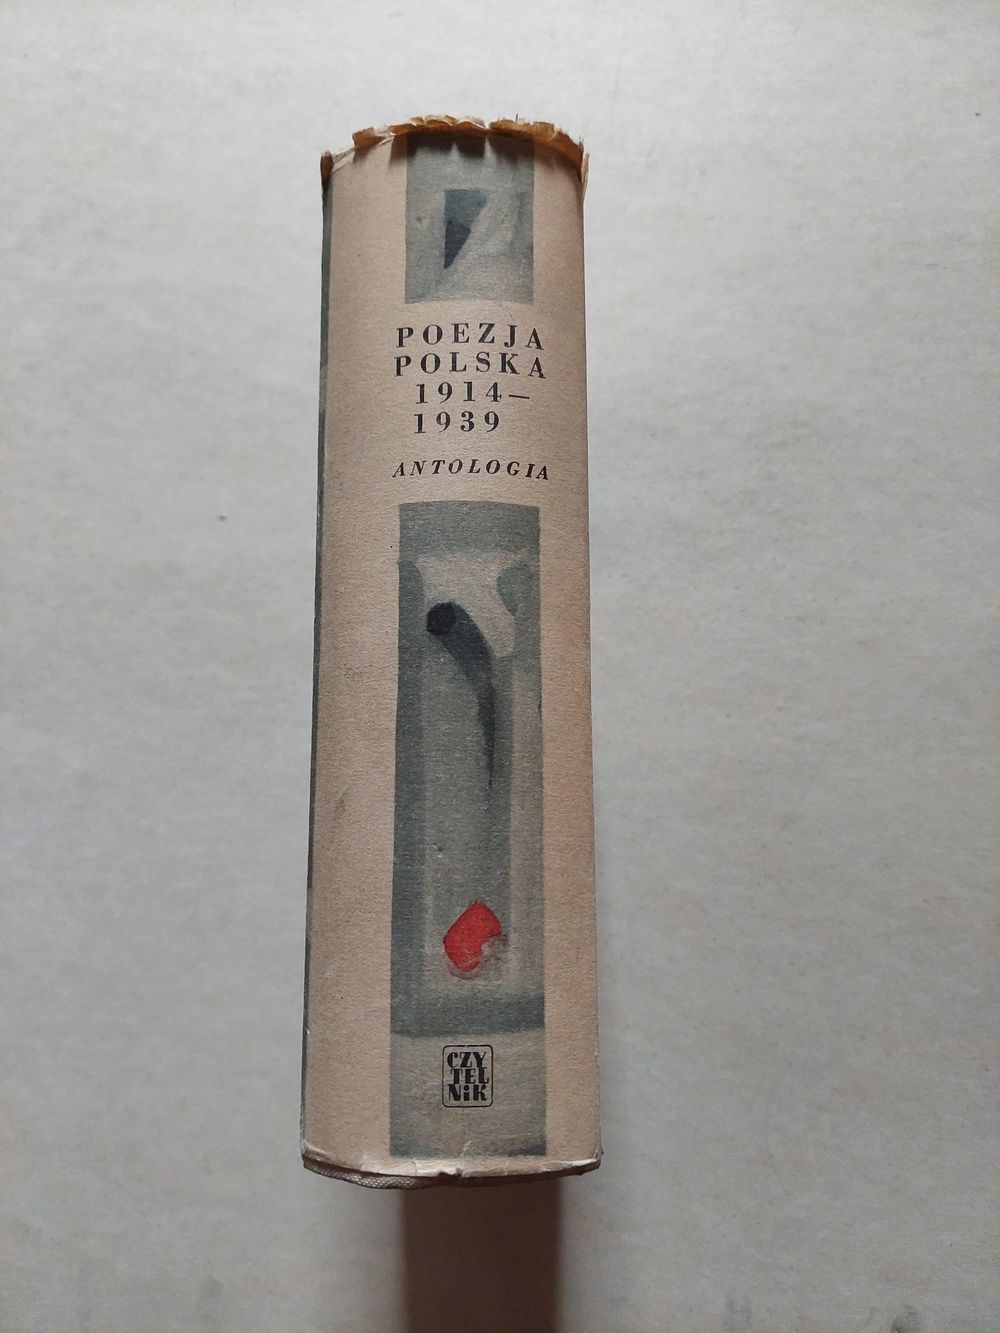 POEZJA
POLSKA
1914—
1939
ANTOLOGIA
CZY
TEL
NiK